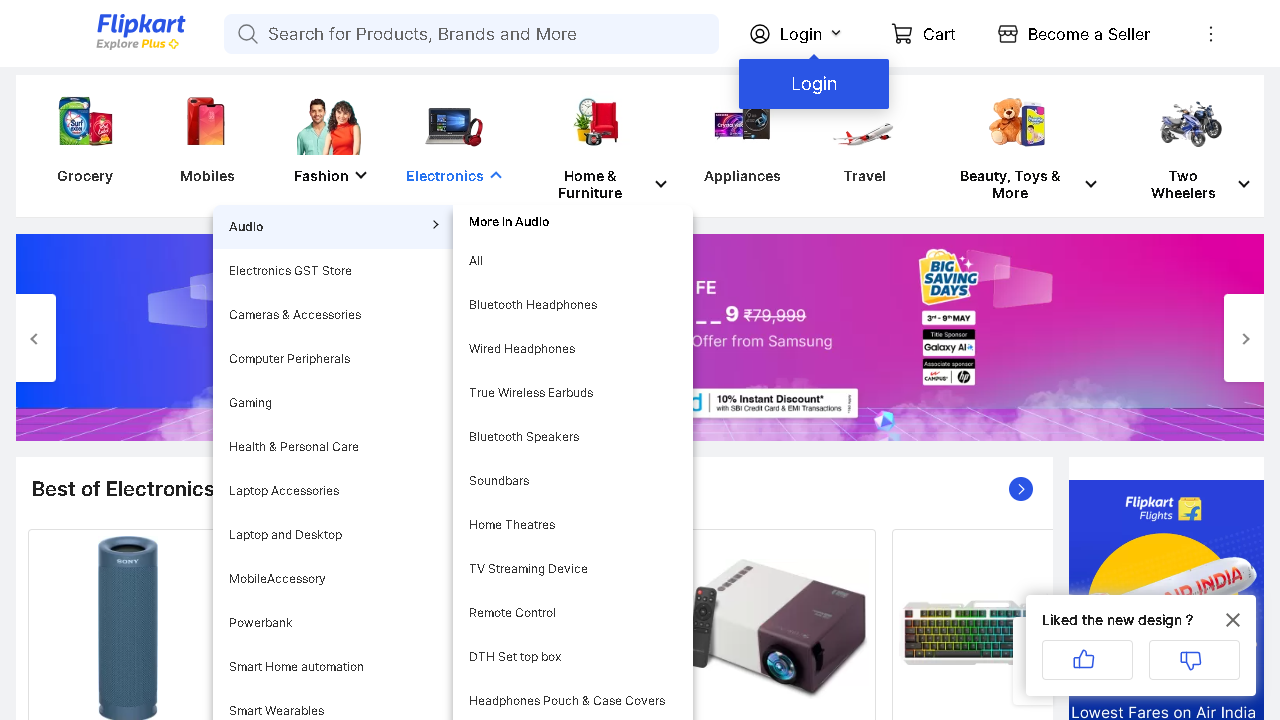 Flipkart
Explore Plus
Search for Products, Brands and More
Login
Cart
Become a Seller
Login
Grocery
Mobiles
Fashion
Electronics
Home &
Furniture
Appliances
Travel
Beauty, Toys &
More
Two
Wheelers
Audio
Electronics GST Store
Cameras & Accessories
Computer Peripherals
Gaming
Health & Personal Care
Laptop Accessories
Laptop and Desktop
MobileAccessory
Powerbank
Smart Home automation
Smart Wearables
More in Audio
All
Bluetooth Headphones
Wired Headphones
True Wireless Earbuds
Bluetooth Speakers
Soundbars
Home Theatres
TV Streaming Device
Remote Control
DTH Set Top Box
Headphones Pouch & Case Covers
FE
__9 ₹79,999
Offer from Samsung
10% Instant Discount*
with SBI Credit Card & EMI Transactions
BIG
SAVING
DAYS
3rd - 9th MAY
Title Sponsor
Galaxy AI
Associate sponsor
CAMPUS
hp
Best of Electronics
SONY
Flipkart
Flights
AIR INDIA
Lowest Fares on Air India
Liked the new design ?